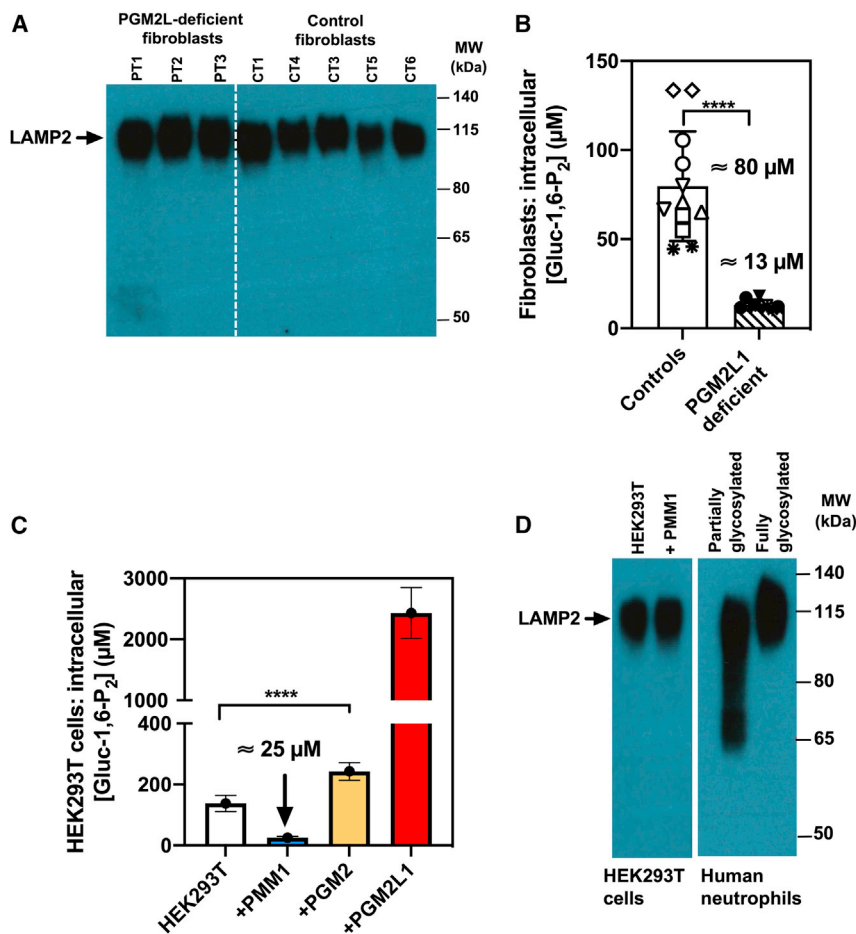 A
PGM2L-deficient
fibroblasts
Control
fibroblasts
MW
(kDa)
PT1
PT2
PT3
CT1
CT4
CT3
CT5
CT6
LAMP2
140
115
80
65
50
B
Fibroblasts: intracellular
[Gluc-1,6-P₂] (µM)
150
100
50
0
****
≈ 80 µM
≈ 13 µM
Controls
PGM2L1
deficient
C
HEK293T cells: intracellular
[Gluc-1,6-P₂] (µM)
3000
2000
1000
400
200
0
****
≈ 25 µM
HEK293T
+PMM1
+PGM2
+PGM2L1
D
HEK293T
+ PMM1
Partially
glycosylated
Fully
glycosylated
MW
(kDa)
LAMP2
140
115
80
65
50
HEK293T
cells
Human
neutrophils